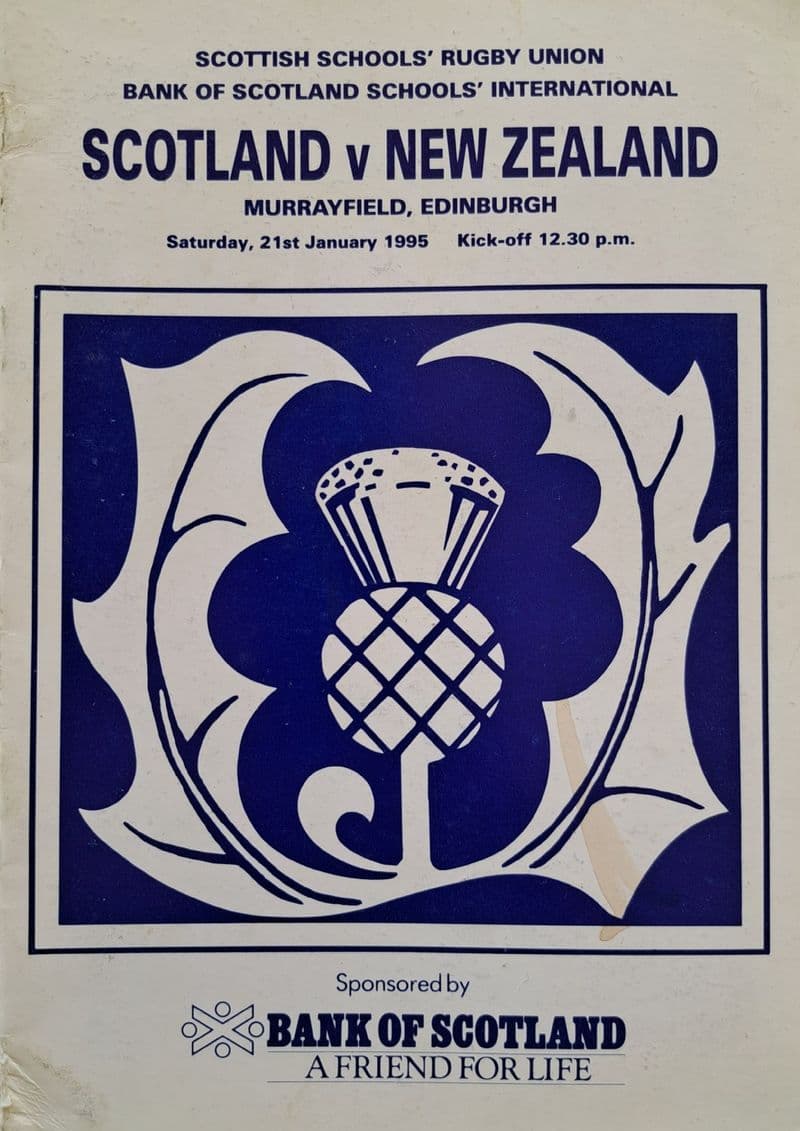 SCOTTISH SCHOOLS' RUGBY UNION
BANK OF SCOTLAND SCHOOLS' INTERNATIONAL
SCOTLAND v NEW ZEALAND
MURRAYFIELD, EDINBURGH
Saturday, 21st January 1995 Kick-off 12.30 p.m.
Sponsored by
BANK OF SCOTLAND
A FRIEND FOR LIFE